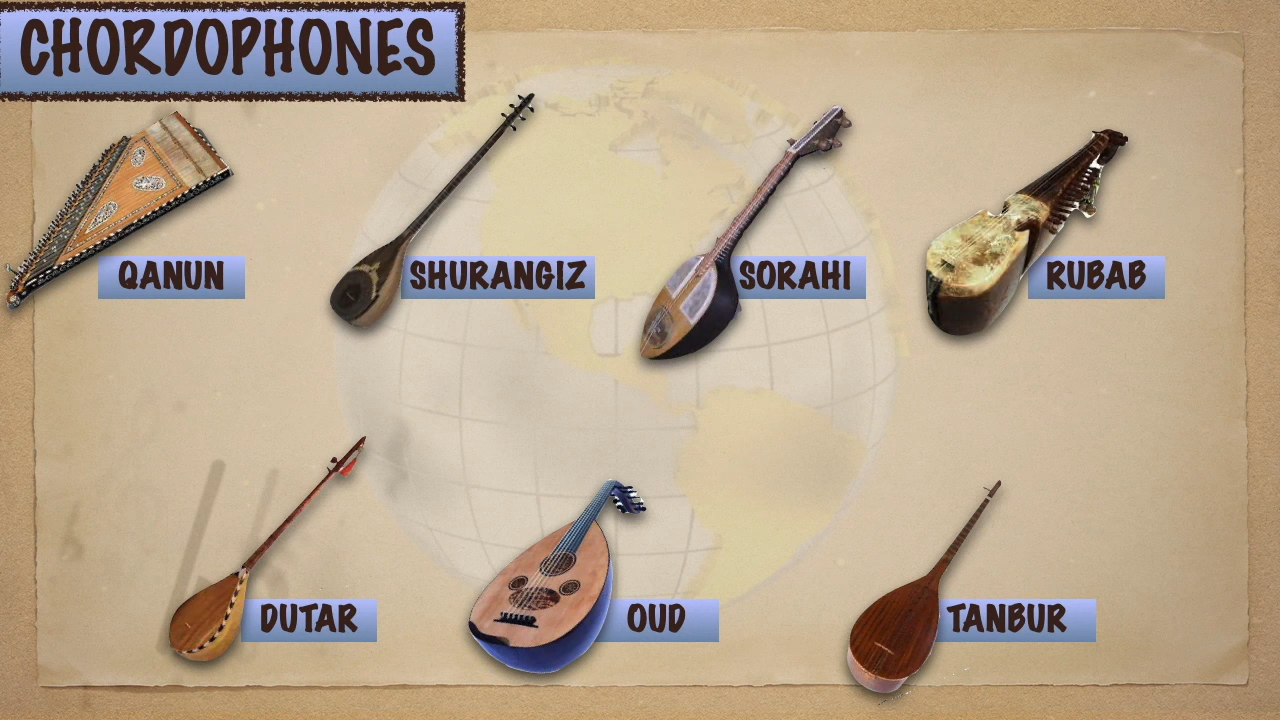 CHORDOPHONES
QANUN
SHURANGIZ
SORAHI
RUBAB
DUTAR
OUD
TANBUR